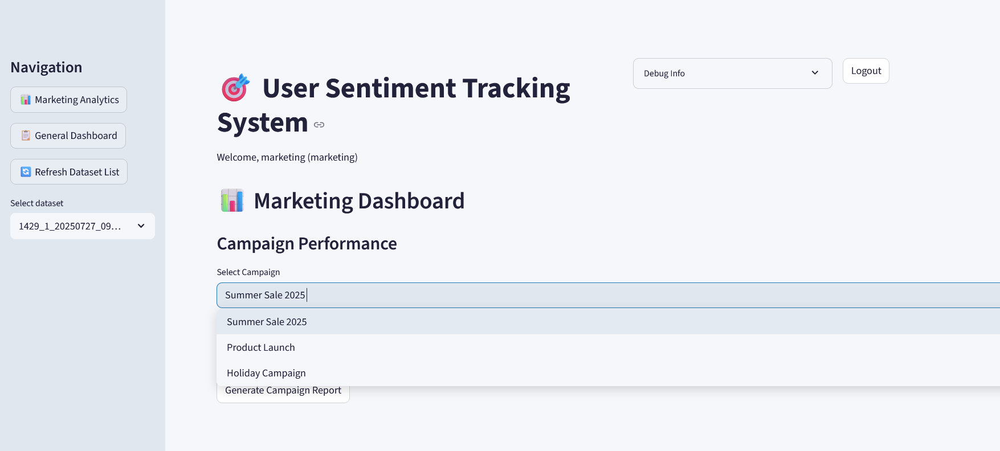 Navigation
Marketing Analytics
General Dashboard
Refresh Dataset List
Select dataset
1429_1_20250727_09...
Debug Info
Logout
User Sentiment Tracking
System
Welcome, marketing (marketing)
Marketing Dashboard
Campaign Performance
Select Campaign
Summer Sale 2025
Summer Sale 2025
Product Launch
Holiday Campaign
Generate Campaign Report